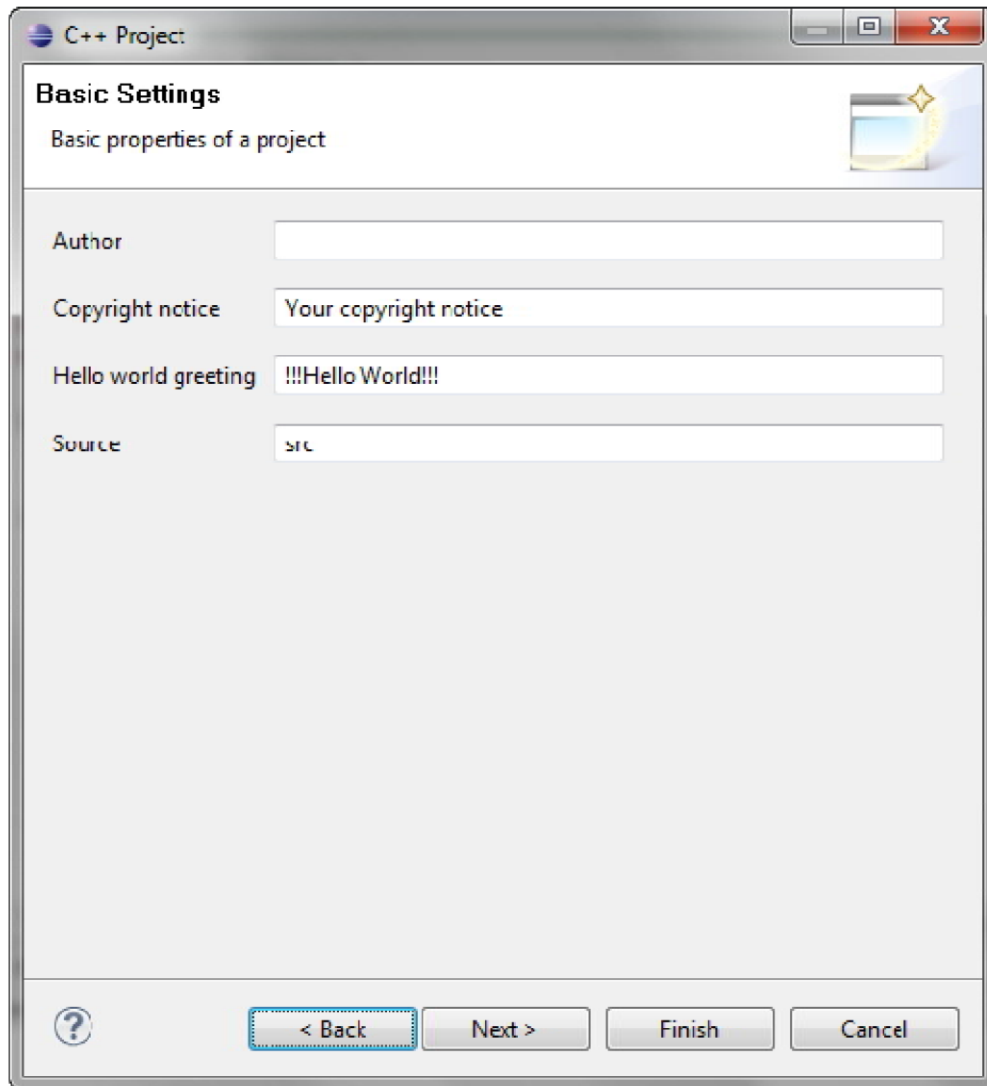 C++ Project
Basic Settings
Basic properties of a project
Author
Copyright notice Your copyright notice
Hello world greeting !!!Hello World!!!
Source src
? < Back Next > Finish Cancel